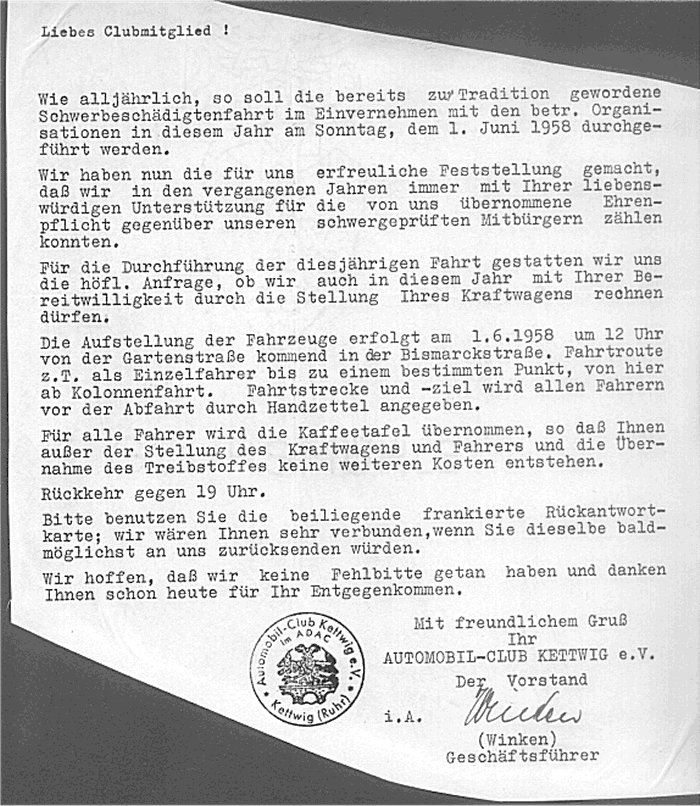 Liebes Clubmitglied !
Wie alljährlich, so soll die bereits zur Tradition gewordene
Schwerbeschädigtenfahrt im Einvernehmen mit den betr. Organi-
sationen in diesem Jahr am Sonntag, dem 1. Juni 1958 durchge-
führt werden.
Wir haben nun die für uns erfreuliche Feststellung gemacht,
daß wir in den vergangenen Jahren immer mit Ihrer liebens-
würdigen Unterstützung für die von uns übernommene Ehren-
pflicht gegenüber unseren schwergeprüften Mitbürgern zählen
konnten.
Für die Durchführung der diesjährigen Fahrt gestatten wir uns
die höfl. Anfrage, ob wir auch in diesem Jahr mit Ihrer Be-
reitwilligkeit durch die Stellung Ihres Kraftwagens rechnen
dürfen.
Die Aufstellung der Fahrzeuge erfolgt am 1.6.1958 um 12 Uhr
von der Gartenstraße kommend in der Bismarckstraße. Fahrtroute
z.T. als Einzelfahrer bis zu einem bestimmten Punkt, von hier
ab Kolonnenfahrt. Fahrtstrecke und -ziel wird allen Fahrern
vor der Abfahrt durch Handzettel angegeben.
Für alle Fahrer wird die Kaffeetafel übernommen, so daß Ihnen
außer der Stellung des Kraftwagens und Fahrers und die Über-
nahme des Treibstoffes keine weiteren Kosten entstehen.
Rückkehr gegen 19 Uhr.
Bitte benutzen Sie die beiliegende frankierte Rückantwort-
karte; wir wären Ihnen sehr verbunden,wenn Sie dieselbe bald-
möglichst an uns zurücksenden würden.
Wir hoffen, daß wir keine Fehlbitte getan haben und danken
Ihnen schon heute für Ihr Entgegenkommen.
Mit freundlichem Gruß
Ihr
AUTOMOBIL-CLUB KETTWIG e.V.
Der Vorstand
i.A. Winken
(Winken)
Geschäftsführer
Automobil-Club Kettwig e.V.
im ADAC
Kettwig (Ruhr)